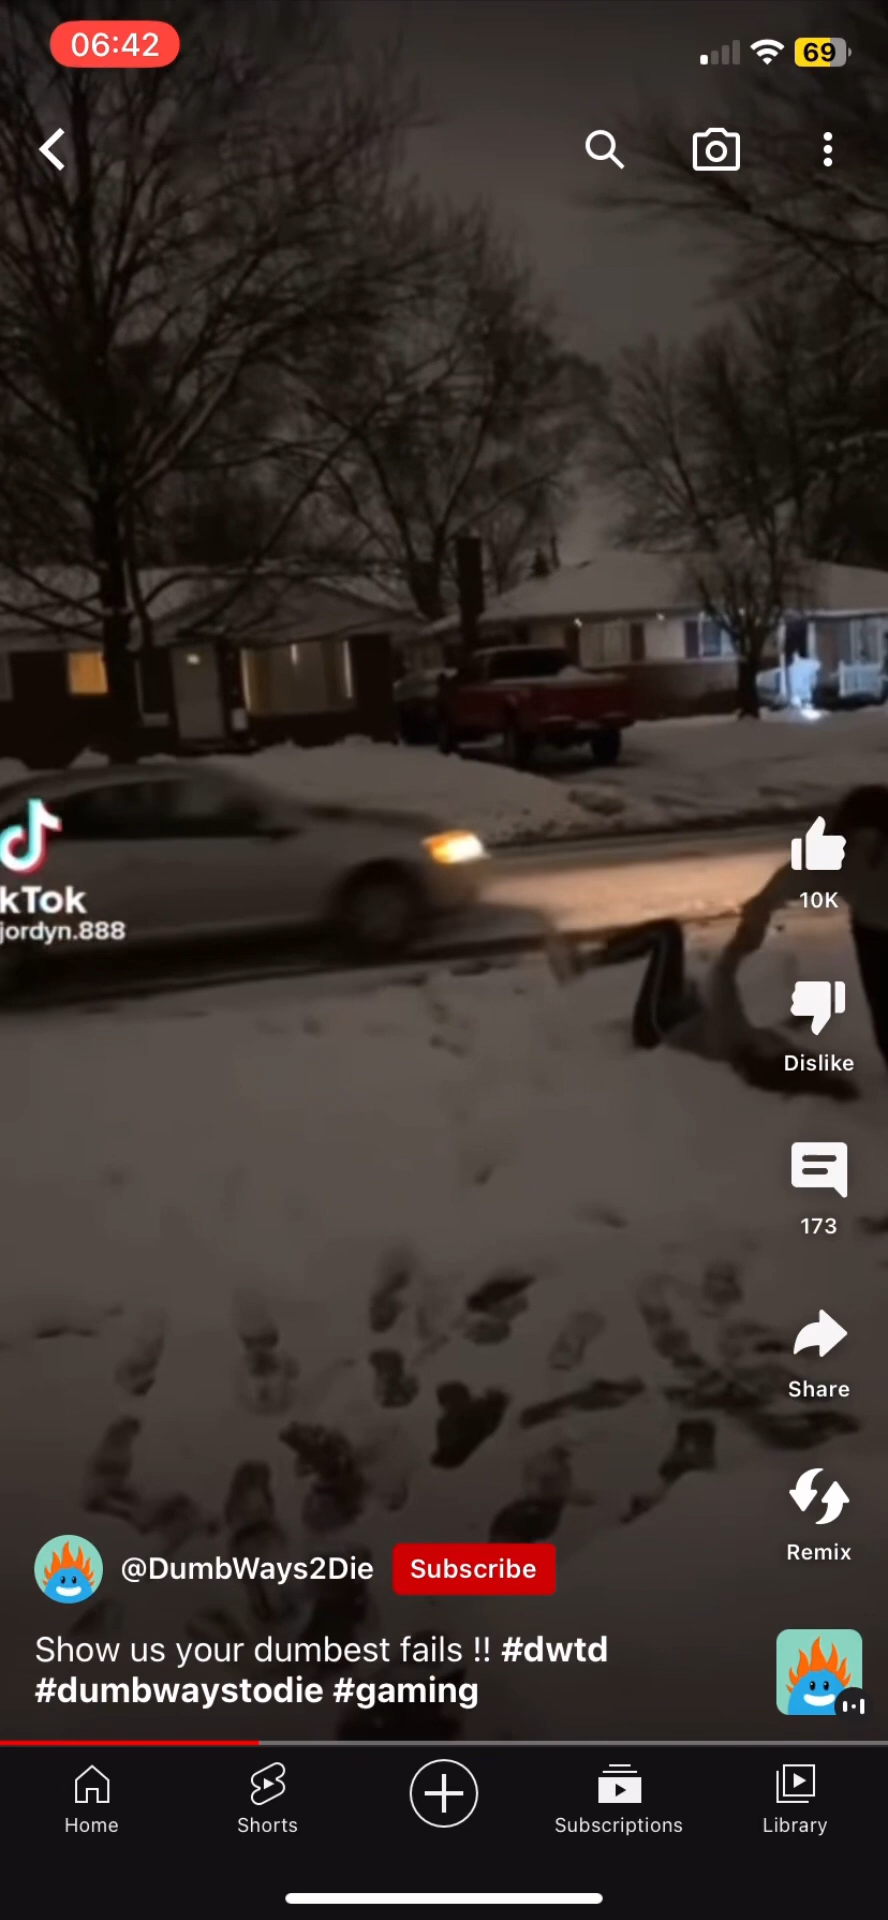 06:42
69
kTok
jordyn.888
10K
Dislike
173
Share
Remix
@DumbWays2Die
Subscribe
Show us your dumbest fails !! #dwtd
#dumbwaystodie #gaming
Home
Shorts
Subscriptions
Library